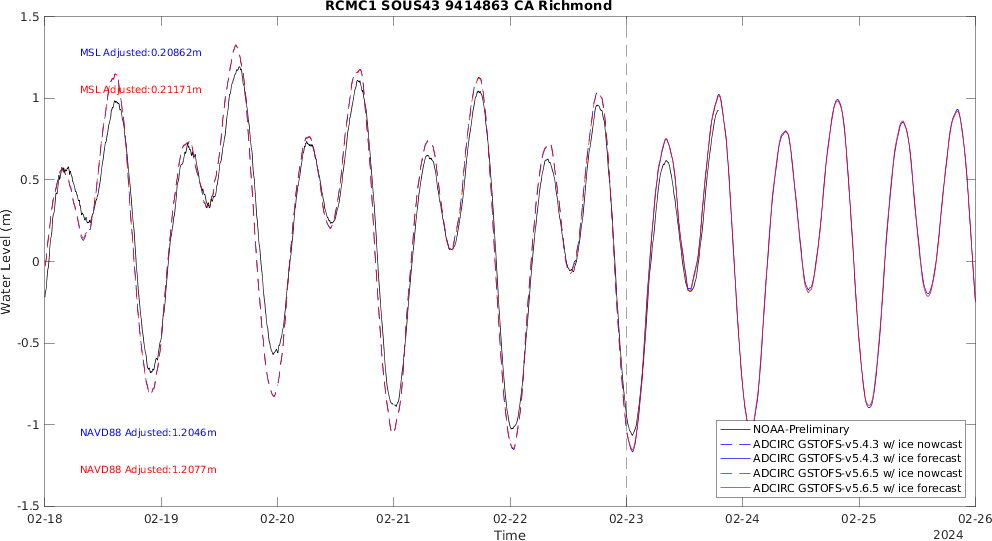 RCMC1 SOUS43 9414863 CA Richmond
1.5
1
0.5
0
-0.5
-1
-1.5
Water Level (m)
MSL Adjusted:0.20862m
MSL Adjusted:0.21171m
NAVD88 Adjusted:1.2046m
NAVD88 Adjusted:1.2077m
NOAA-Preliminary
ADCIRC GSTOFS-v5.4.3 w/ ice nowcast
ADCIRC GSTOFS-v5.4.3 w/ ice forecast
ADCIRC GSTOFS-v5.6.5 w/ ice nowcast
ADCIRC GSTOFS-v5.6.5 w/ ice forecast
02-18 02-19 02-20 02-21 02-22 02-23 02-24 02-25 02-26
Time
2024